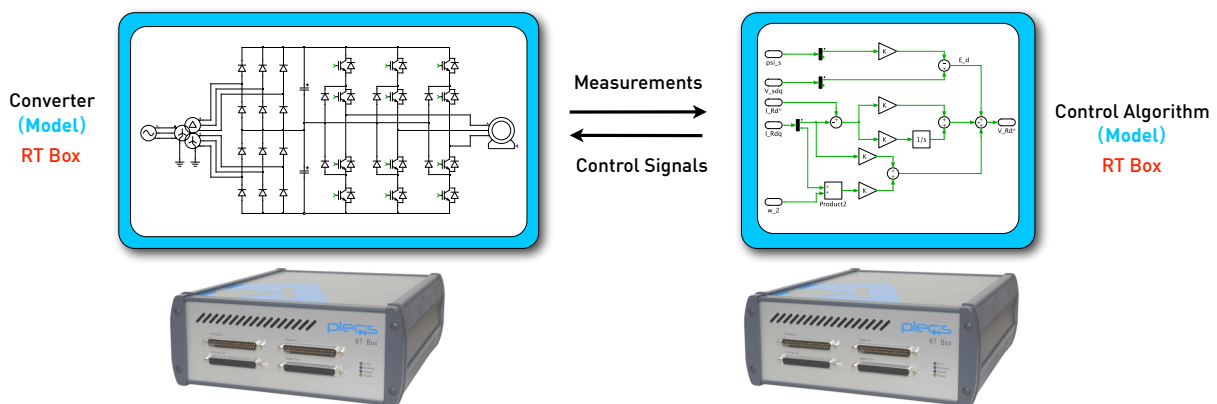 Converter
(Model)
RT Box
Measurements
Control Signals
psi_s
V_sdq
I_Rd*
I_Rdq
w_2
K
E_d
K
K
1/s
K
K
Product2
V_Rd*
Control Algorithm
(Model)
RT Box
plecs
RT Box
plecs
RT Box